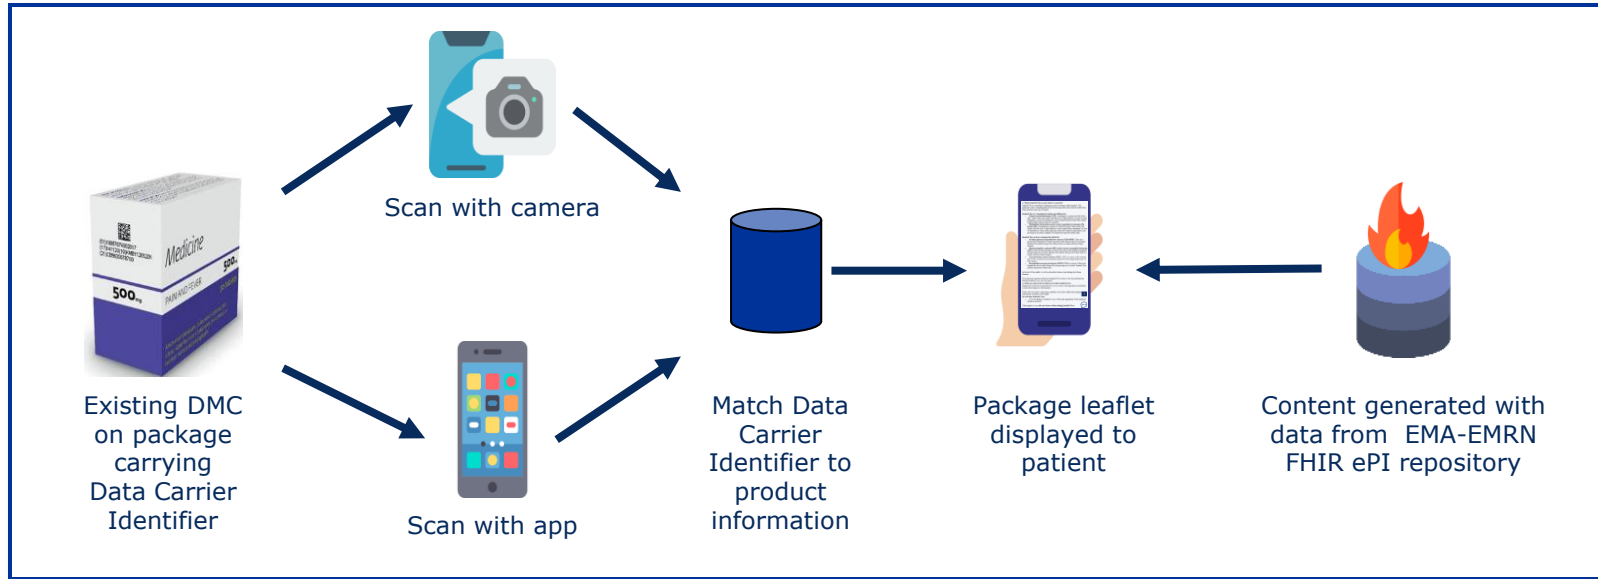 Scan with camera
Medicine
500mg
PAIN AND FEVER
500mg
Existing DMC
on package
carrying
Data Carrier
Identifier
Scan with app
Match Data
Carrier
Identifier to
product
information
Package leaflet
displayed to
patient
Content generated with
data from EMA-EMRN
FHIR ePI repository